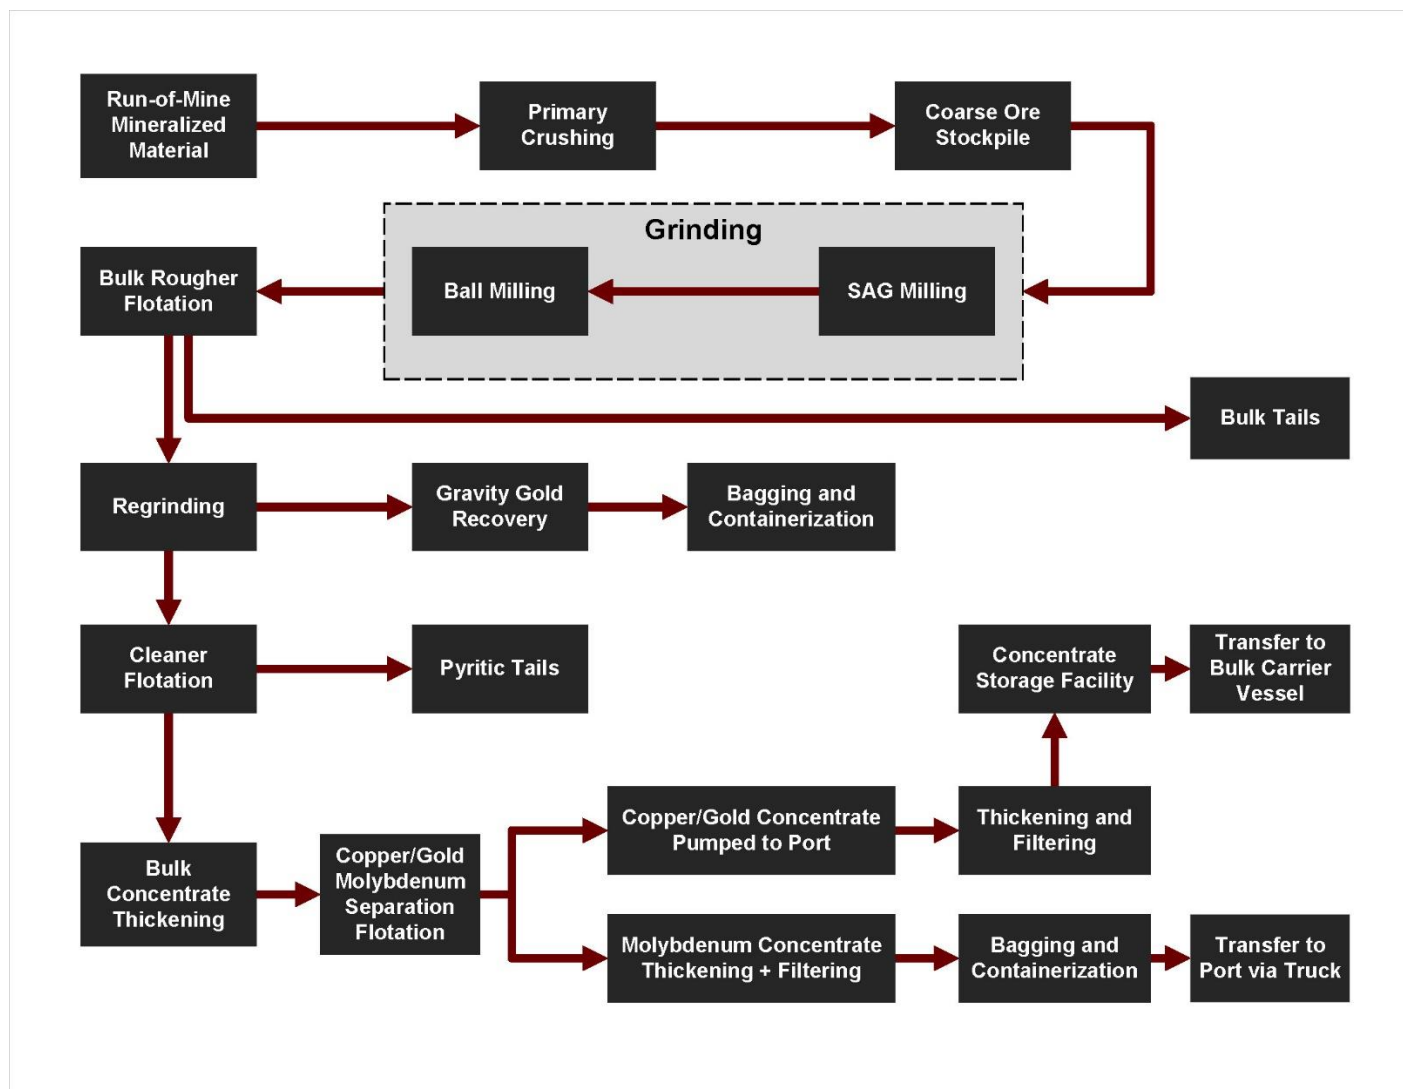 Run-of-Mine
Mineralized
Material
Primary
Crushing
Coarse Ore
Stockpile
Grinding
Bulk Rougher
Flotation
Ball Milling
SAG Milling
Bulk Tails
Regrinding
Gravity Gold
Recovery
Bagging and
Containerization
Cleaner
Flotation
Pyritic Tails
Concentrate
Storage Facility
Transfer to
Bulk Carrier
Vessel
Copper/Gold Concentrate
Pumped to Port
Thickening and
Filtering
Bulk
Concentrate
Thickening
Copper/Gold
Molybdenum
Separation
Flotation
Molybdenum Concentrate
Thickening + Filtering
Bagging and
Containerization
Transfer to
Port via Truck